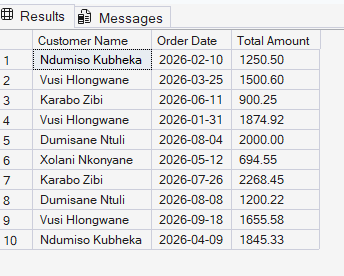 Results Messages
Customer Name Order Date Total Amount
1 Ndumiso Kubheka 2026-02-10 1250.50
2 Vusi Hlongwane 2026-03-25 1500.60
3 Karabo Zibi 2026-06-11 900.25
4 Vusi Hlongwane 2026-01-31 1874.92
5 Dumisane Ntuli 2026-08-04 2000.00
6 Xolani Nkonyane 2026-05-12 694.55
7 Karabo Zibi 2026-07-26 2268.45
8 Dumisane Ntuli 2026-08-08 1200.22
9 Vusi Hlongwane 2026-09-18 1655.58
10 Ndumiso Kubheka 2026-04-09 1845.33